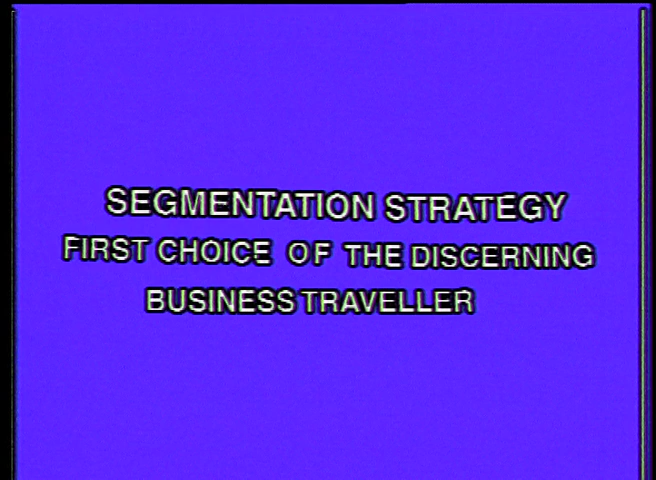 SEGMENTATION STRATEGY
FIRST CHOICE OF THE DISCERNING
BUSINESS TRAVELLER